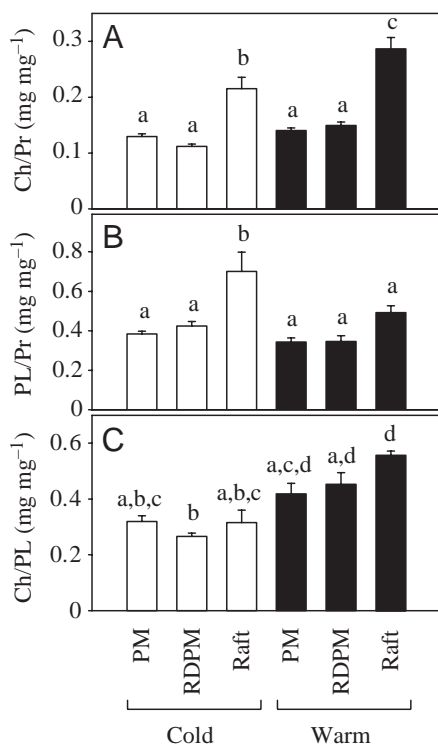 A
Ch/Pr (mg mg⁻¹)
0.3
0.2
0.1
0
a
a
b
a
a
c
B
PL/Pr (mg mg⁻¹)
0.8
0.6
0.4
0.2
0
a
a
b
a
a
a
C
Ch/PL (mg mg⁻¹)
0.6
0.4
0.2
0
a,b,c
b
a,b,c
a,c,d
a,d
d
PM
RDPM
Raft
PM
RDPM
Raft
Cold
Warm